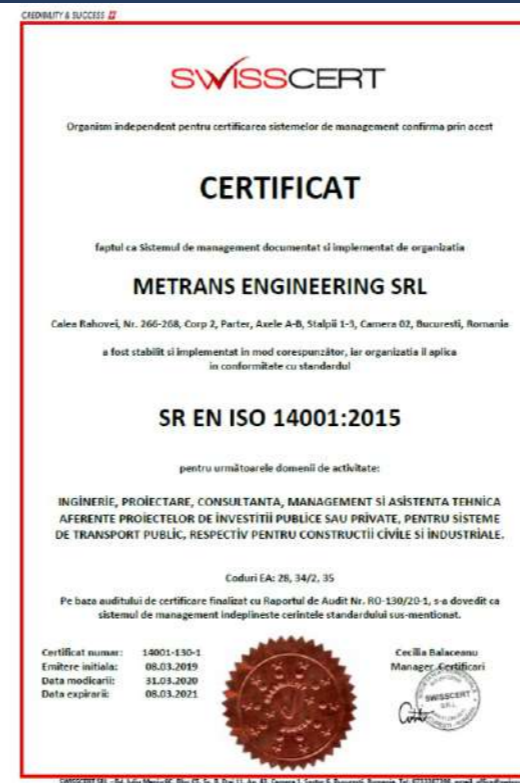 CREDIBILITY & SUCCESS
SWISSCERT
Organism independent pentru certificarea sistemelor de management confirma prin acest
CERTIFICAT
faptul ca Sistemul de management documentat si implementat de organizatia
METRANS ENGINEERING SRL
Calea Rahovei, Nr. 266-268, Corp 2, Parter, Axele A-B, Stalpii 1-3, Camera 02, Bucuresti, Romania
a fost stabilit si implementat in mod corespunzător, iar organizatia il aplica
in conformitate cu standardul
SR EN ISO 14001:2015
pentru următoarele domenii de activitate:
INGINERIE, PROIECTARE, CONSULTANTA, MANAGEMENT SI ASISTENTA TEHNICA
AFERENTE PROIECTELOR DE INVESTITII PUBLICE SAU PRIVATE, PENTRU SISTEME
DE TRANSPORT PUBLIC, RESPECTIV PENTRU CONSTRUCTII CIVILE SI INDUSTRIALE.
Coduri EA: 28, 34/2, 35
Pe baza auditului de certificare finalizat cu Raportul de Audit Nr. RO-130/20-1, s-a dovedit ca
sistemul de management indeplineste cerintele standardului sus-mentionat.
Certificat numar: 14001-130-1
Emitere initiala: 08.03.2019
Data modificarii: 31.03.2020
Data expirarii: 08.03.2021
Cecilia Balaceanu
Manager Certificari
SWISSCERT
S.R.L.
SWISSCERT SRL